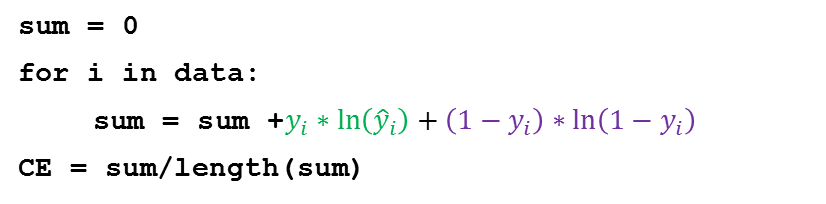 sum = 0
for i in data:
sum = sum +yᵢ * ln(ŷᵢ) + (1 − yᵢ) * ln(1 − yᵢ)
CE = sum/length(sum)